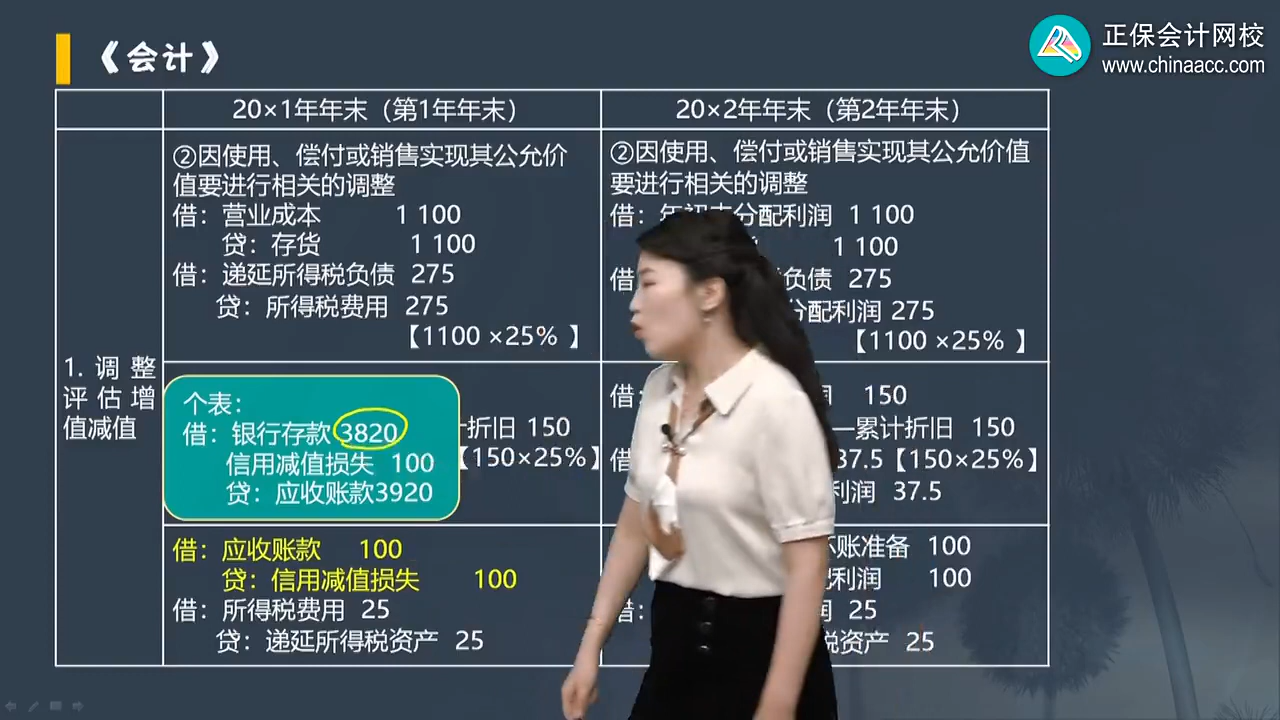 《会计》
正保会计网校
www.chinaacc.com
20×1年年末（第1年年末）
20×2年年末（第2年年末）
1. 调整
评估增
值减值
②因使用、偿付或销售实现其公允价
值要进行相关的调整
借：营业成本 1 100
贷：存货 1 100
借：递延所得税负债 275
贷：所得税费用 275
【1100 ×25% 】
②因使用、偿付或销售实现其公允价值
要进行相关的调整
借：年初未分配利润 1 100
1 100
借 负债 275
分配利润 275
【1100 ×25% 】
个表：
借：银行存款 3820
信用减值损失 100
贷：应收账款3920
折旧 150
【150×25%】
借： 150
—累计折旧 150
借 37.5【150×25%】
利润 37.5
借：应收账款 100
贷：信用减值损失 100
借：所得税费用 25
贷：递延所得税资产 25
坏账准备 100
利润 100
借： 25
税资产 25